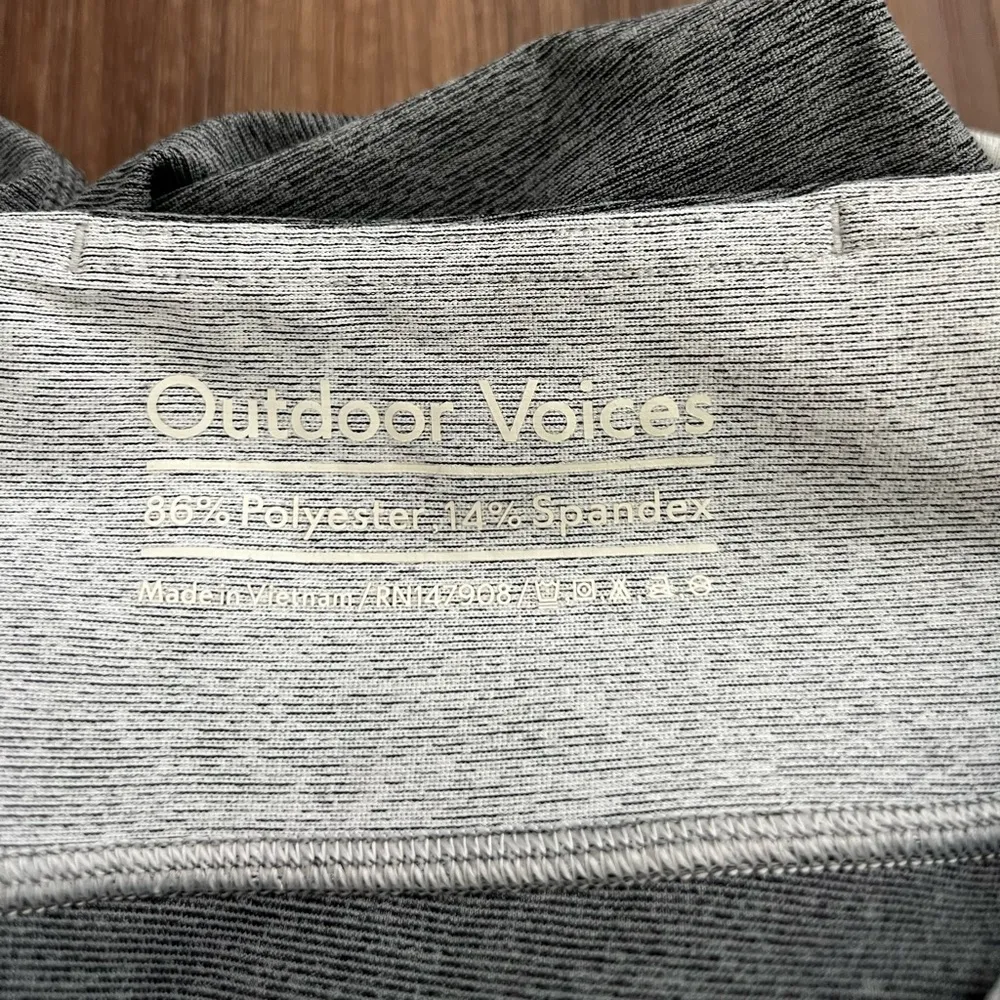 Outdoor Voices
86% Polyester, 14% Spandex
Made in Vietnam / RN147908 /